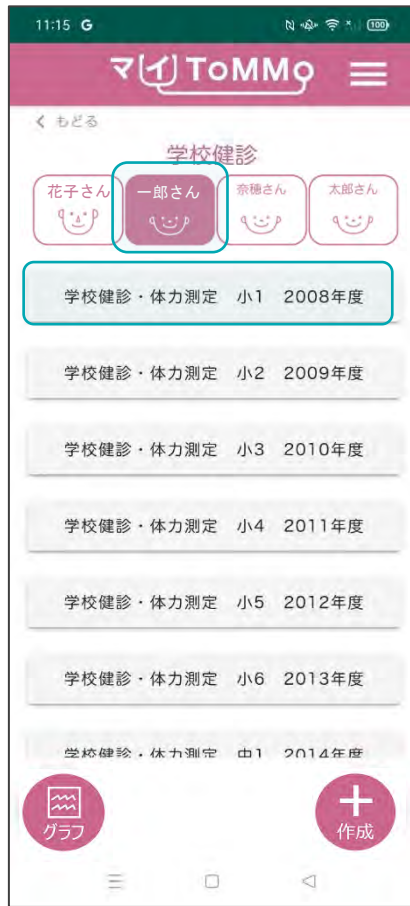 11:15 G 100
マイ ToMMo
もどる
学校健診
花子さん 一郎さん 奈穂さん 太郎さん
学校健診・体力測定 小1 2008年度
学校健診・体力測定 小2 2009年度
学校健診・体力測定 小3 2010年度
学校健診・体力測定 小4 2011年度
学校健診・体力測定 小5 2012年度
学校健診・体力測定 小6 2013年度
学校健診・体力測定 中1 2014年度
グラフ 作成